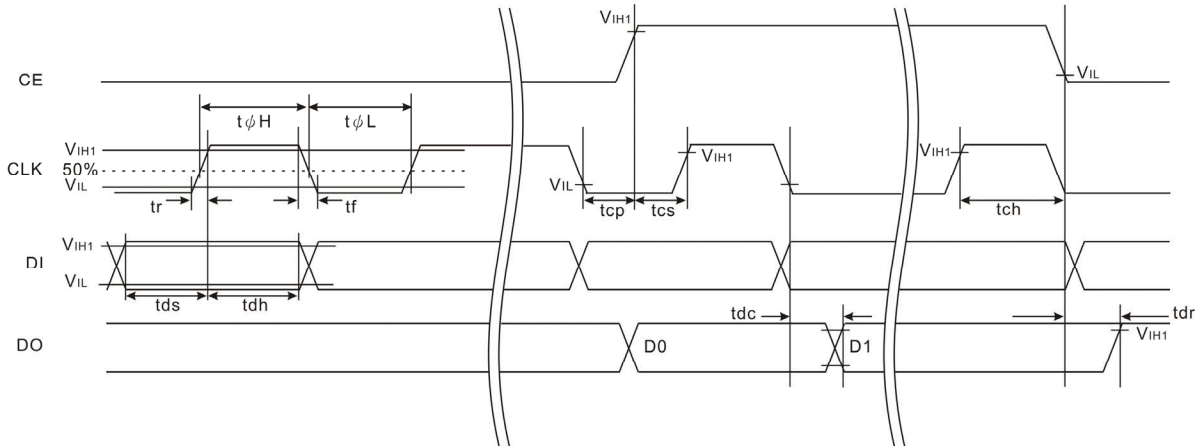 VIH1
CE
VIL
tϕH
tϕL
VIH1
CLK
50%
VIL
VIH1
VIL
VIH1
tr
tf
tcp
tcs
tch
VIH1
DI
VIL
tds
tdh
tdc
tdr
DO
D0
D1
VIH1